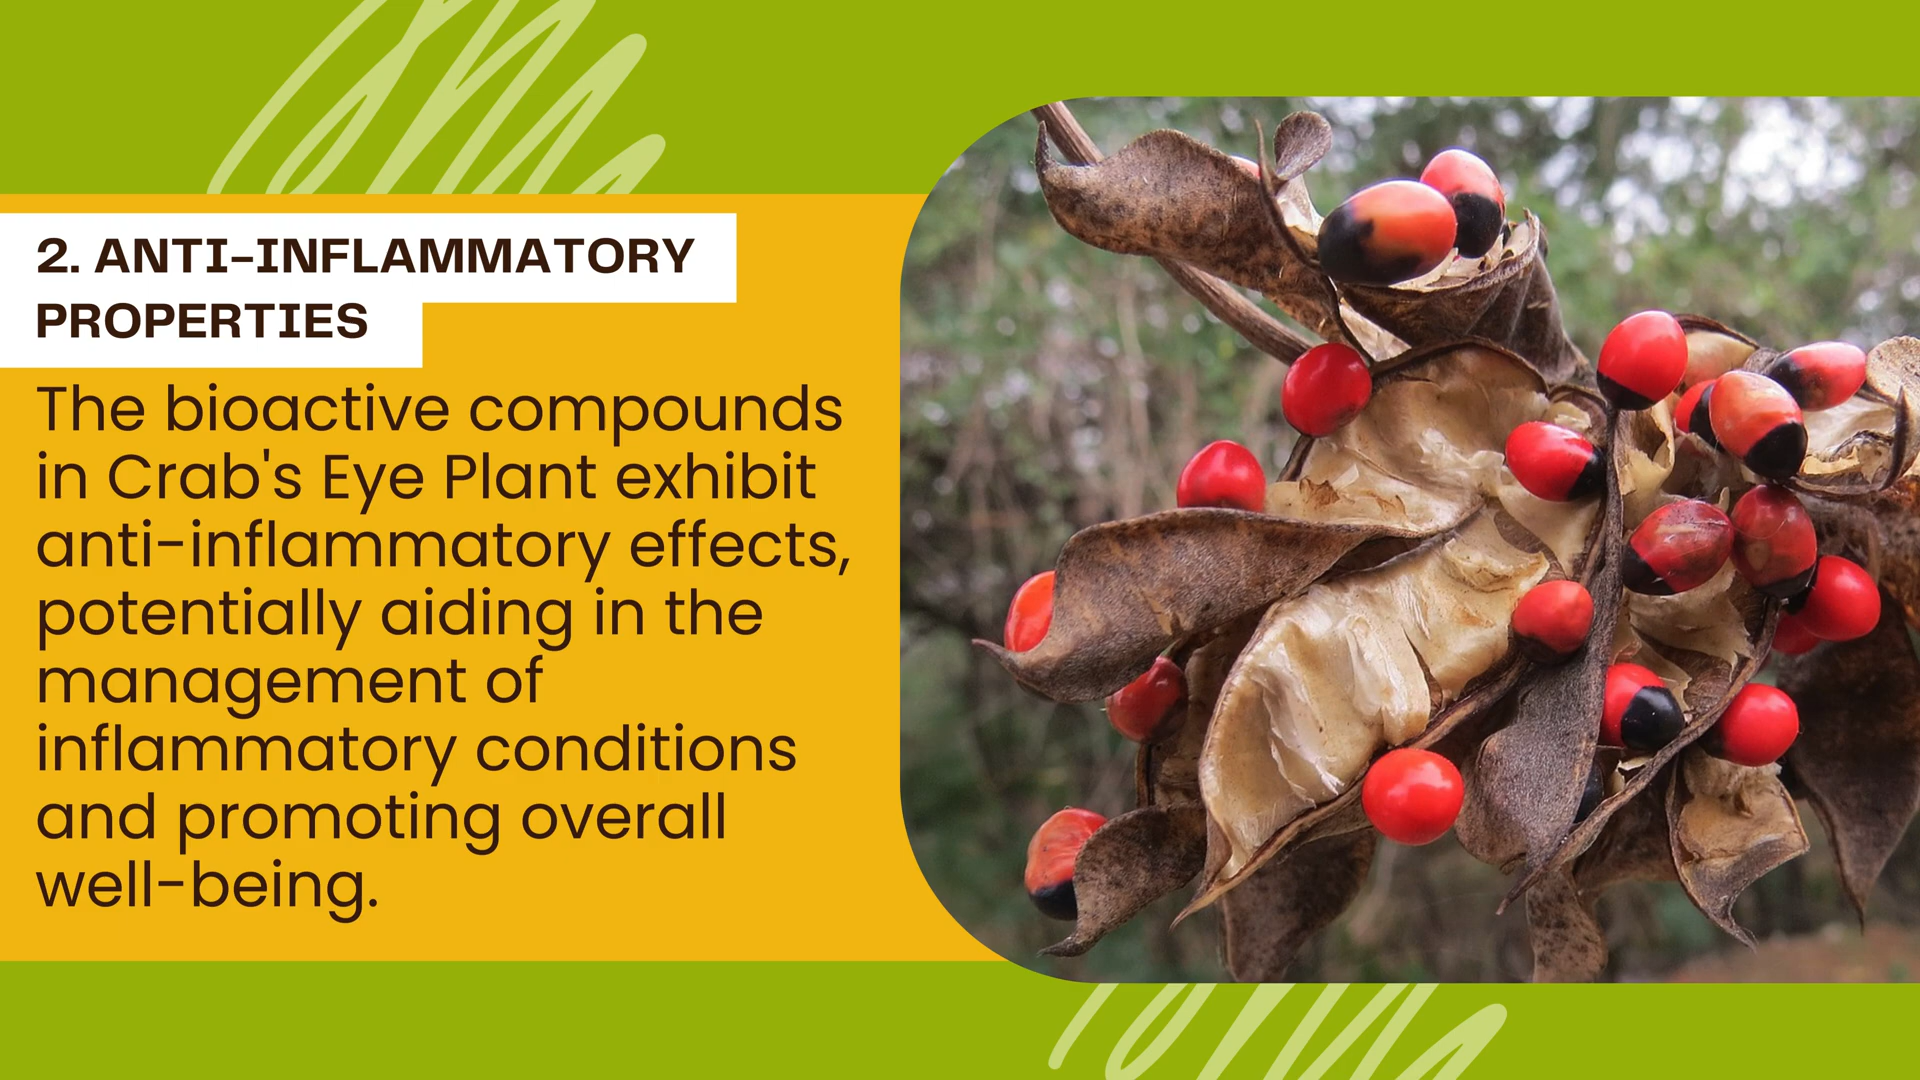 2. ANTI-INFLAMMATORY
PROPERTIES
The bioactive compounds
in Crab's Eye Plant exhibit
anti-inflammatory effects,
potentially aiding in the
management of
inflammatory conditions
and promoting overall
well-being.